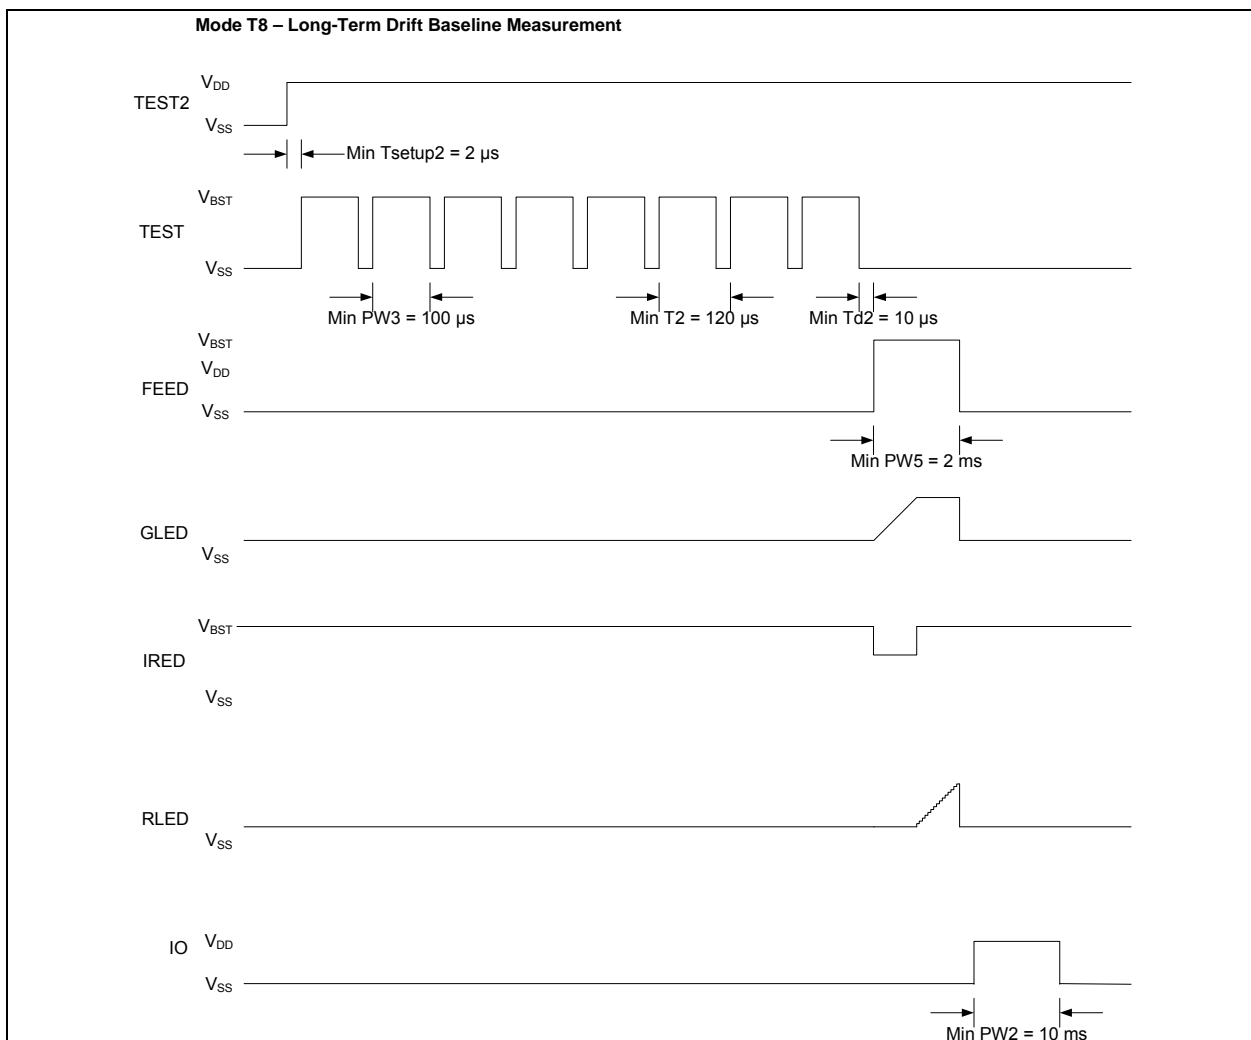 Mode T8 – Long-Term Drift Baseline Measurement
VDD
TEST2
VSS
Min Tsetup2 = 2 µs
VBST
TEST
VSS
Min PW3 = 100 µs
Min T2 = 120 µs
Min Td2 = 10 µs
VBST
VDD
FEED
VSS
Min PW5 = 2 ms
GLED
VSS
VBST
IRED
VSS
RLED
VSS
IO
VDD
VSS
Min PW2 = 10 ms